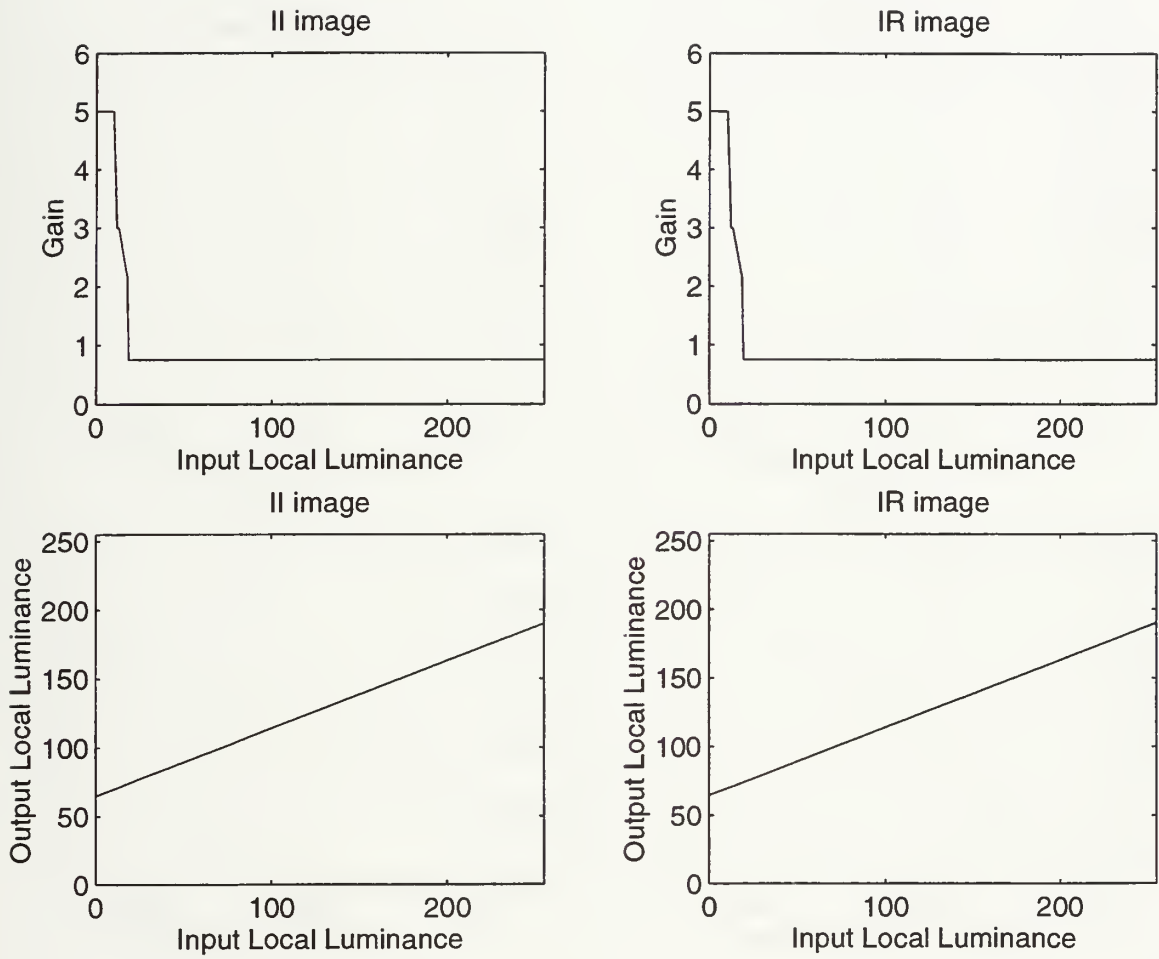 II image
6
5
4
3
2
1
0
Gain
0 100 200
Input Local Luminance
IR image
6
5
4
3
2
1
0
Gain
0 100 200
Input Local Luminance
II image
250
200
150
100
50
0
Output Local Luminance
0 100 200
Input Local Luminance
IR image
250
200
150
100
50
0
Output Local Luminance
0 100 200
Input Local Luminance